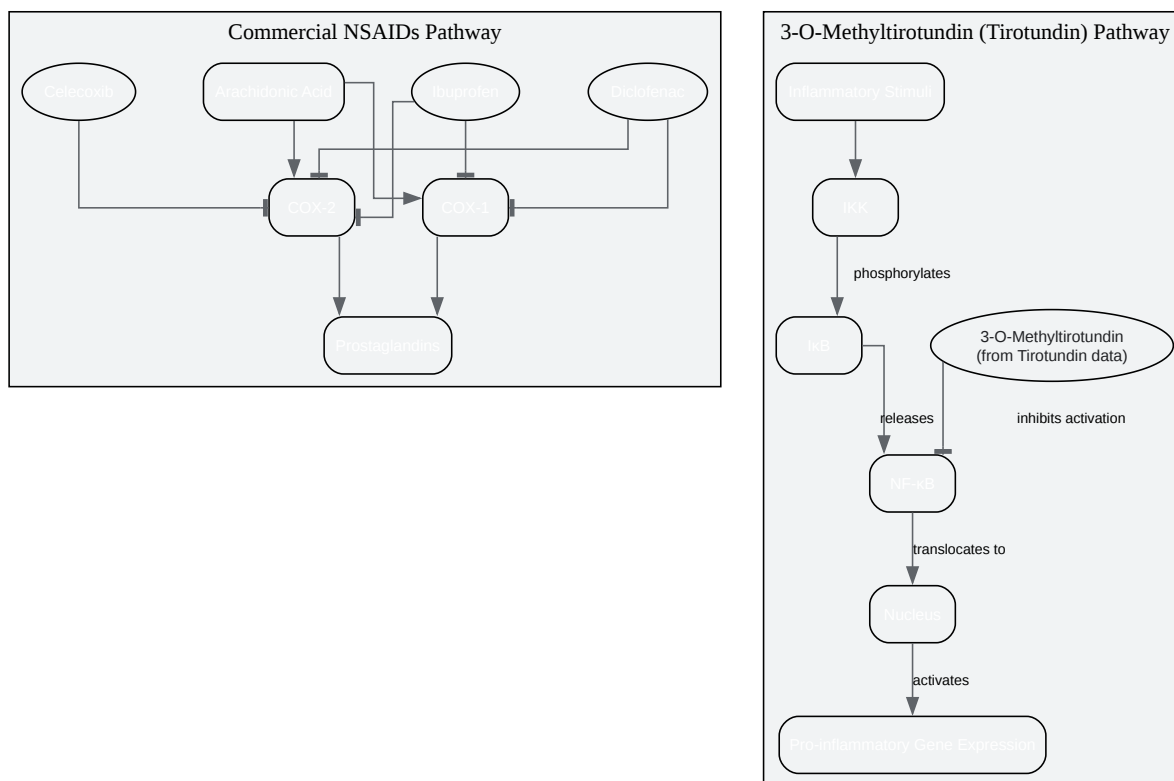 Commercial NSAIDs Pathway
Celecoxib
Arachidonic Acid
Ibuprofen
Diclofenac
COX-2
COX-1
Prostaglandins
3-O-Methyltirotundin (Tirotundin) Pathway
Inflammatory Stimuli
IKK
phosphorylates
IκB
3-O-Methyltirotundin
(from Tirotundin data)
releases
inhibits activation
NF-κB
translocates to
Nucleus
activates
Pro-inflammatory Gene Expression